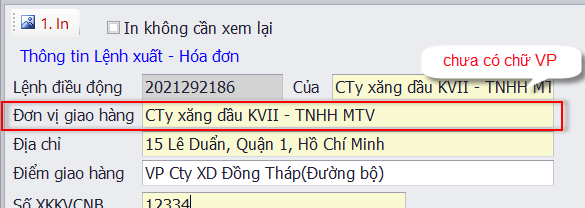 1. In In không cần xem lại
Thông tin Lệnh xuất - Hóa đơn
chưa có chữ VP
Lệnh điều động 2021292186 Của CTy xăng dầu KVII - TNHH MT
Đơn vị giao hàng CTy xăng dầu KVII - TNHH MTV
Địa chỉ 15 Lê Duẩn, Quận 1, Hồ Chí Minh
Điểm giao hàng VP Cty XD Đồng Tháp(Đường bộ)
Số XKKVCNB 12334